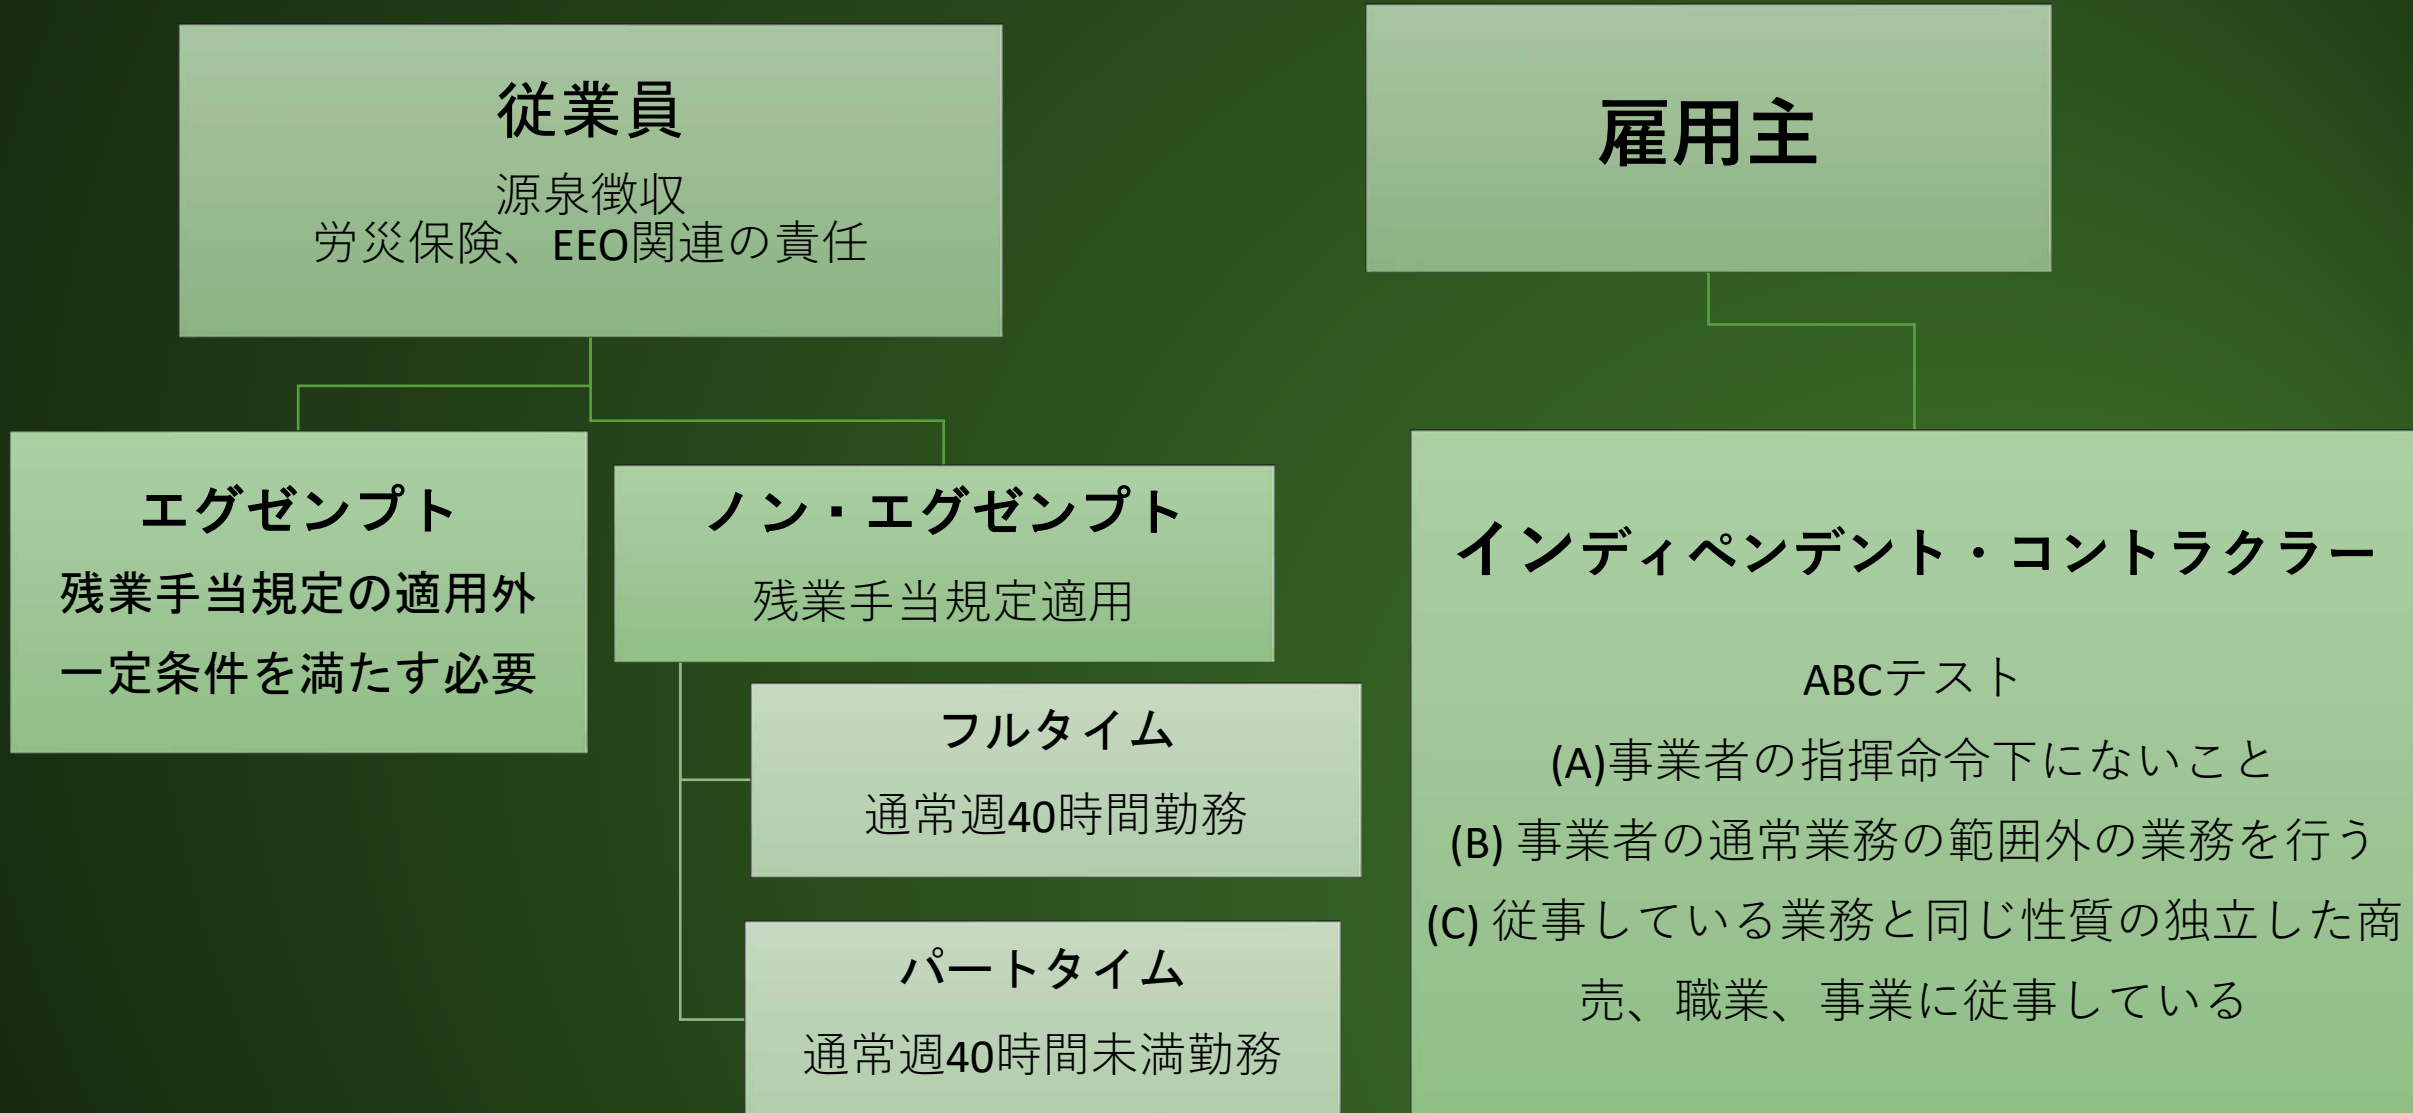 従業員
源泉徴収
労災保険、EEO関連の責任
雇用主
エグゼンプト
残業手当規定の適用外
一定条件を満たす必要
ノン・エグゼンプト
残業手当規定適用
フルタイム
通常週40時間勤務
パートタイム
通常週40時間未満勤務
インディペンデント・コントラクラー
ABCテスト
(A)事業者の指揮命令下にないこと
(B) 事業者の通常業務の範囲外の業務を行う
(C) 従事している業務と同じ性質の独立した商
売、職業、事業に従事している